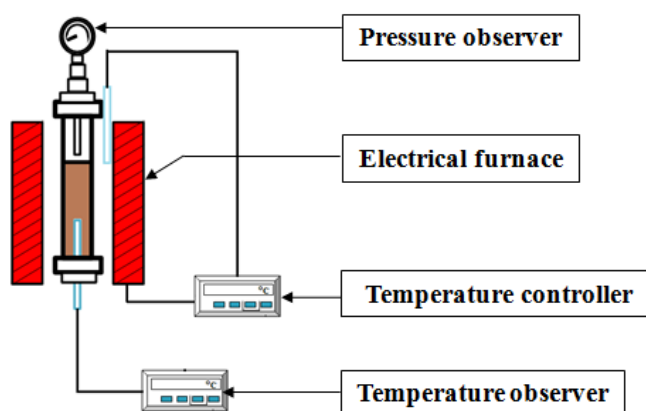 Pressure observer
Electrical furnace
°C
Temperature controller
°C
Temperature observer